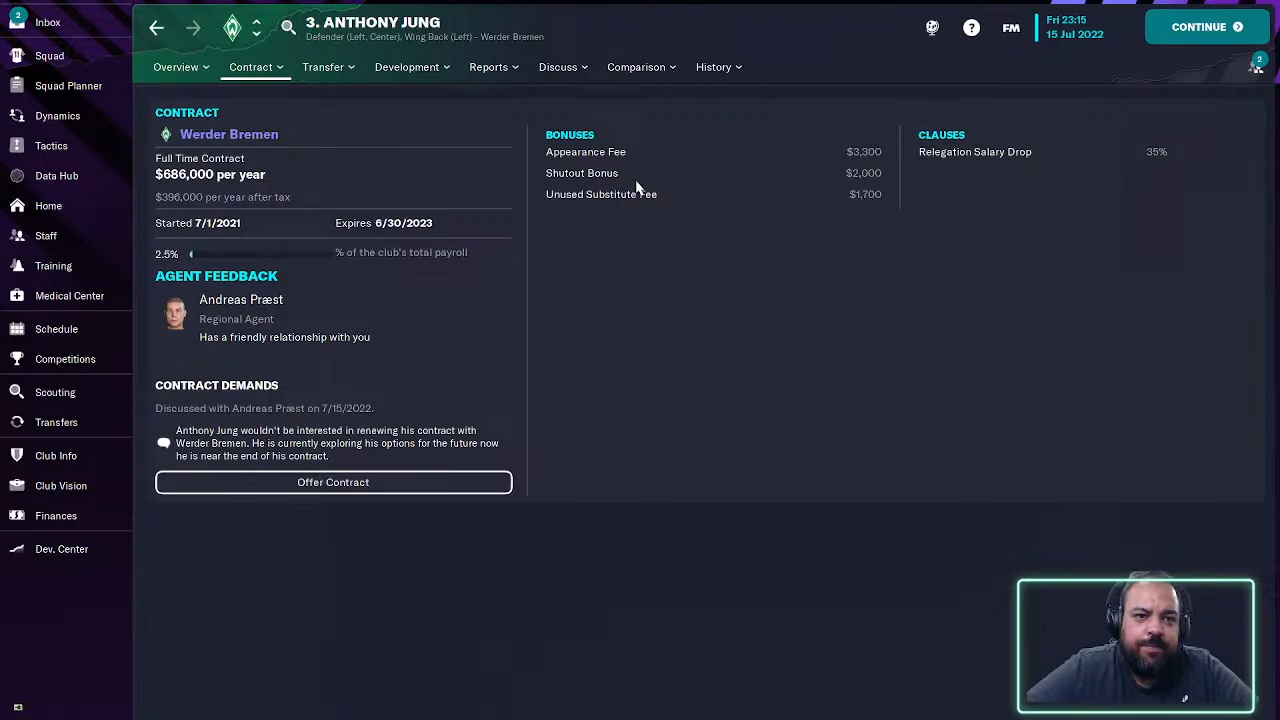 2
Inbox
Squad
Squad Planner
Dynamics
Tactics
Data Hub
Home
Staff
Training
Medical Center
Schedule
Competitions
Scouting
Transfers
Club Info
Club Vision
Finances
Dev. Center
3. ANTHONY JUNG
Defender (Left, Center), Wing Back (Left) - Werder Bremen
FM
Fri 23:15
15 Jul 2022
CONTINUE
Overview
Contract
Transfer
Development
Reports
Discuss
Comparison
History
2
CONTRACT
Werder Bremen
Full Time Contract
$686,000 per year
$396,000 per year after tax
Started 7/1/2021 Expires 6/30/2023
2.5% % of the club's total payroll
AGENT FEEDBACK
Andreas Præst
Regional Agent
Has a friendly relationship with you
CONTRACT DEMANDS
Discussed with Andreas Præst on 7/15/2022.
Anthony Jung wouldn't be interested in renewing his contract with
Werder Bremen. He is currently exploring his options for the future now
he is near the end of his contract.
Offer Contract
BONUSES
Appearance Fee $3,300
Shutout Bonus $2,000
Unused Substitute Fee $1,700
CLAUSES
Relegation Salary Drop 35%